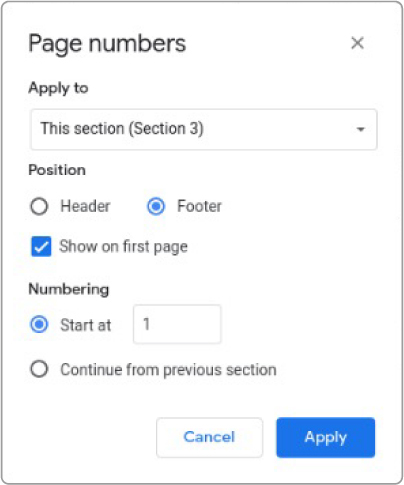 Page numbers
Apply to
This section (Section 3)
Position
Header Footer
Show on first page
Numbering
Start at 1
Continue from previous section
Cancel Apply